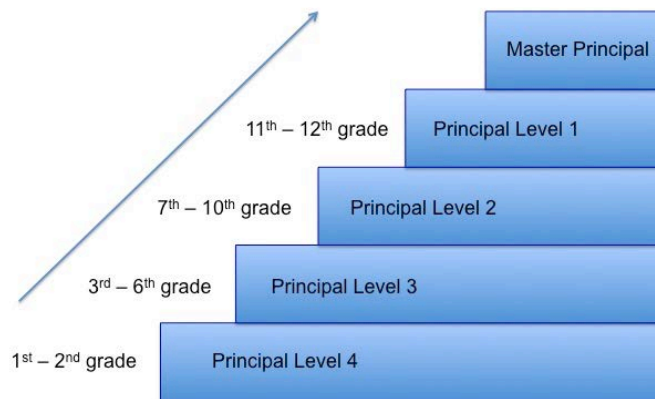 Master Principal
11th – 12th grade Principal Level 1
7th – 10th grade Principal Level 2
3rd – 6th grade Principal Level 3
1st – 2nd grade Principal Level 4